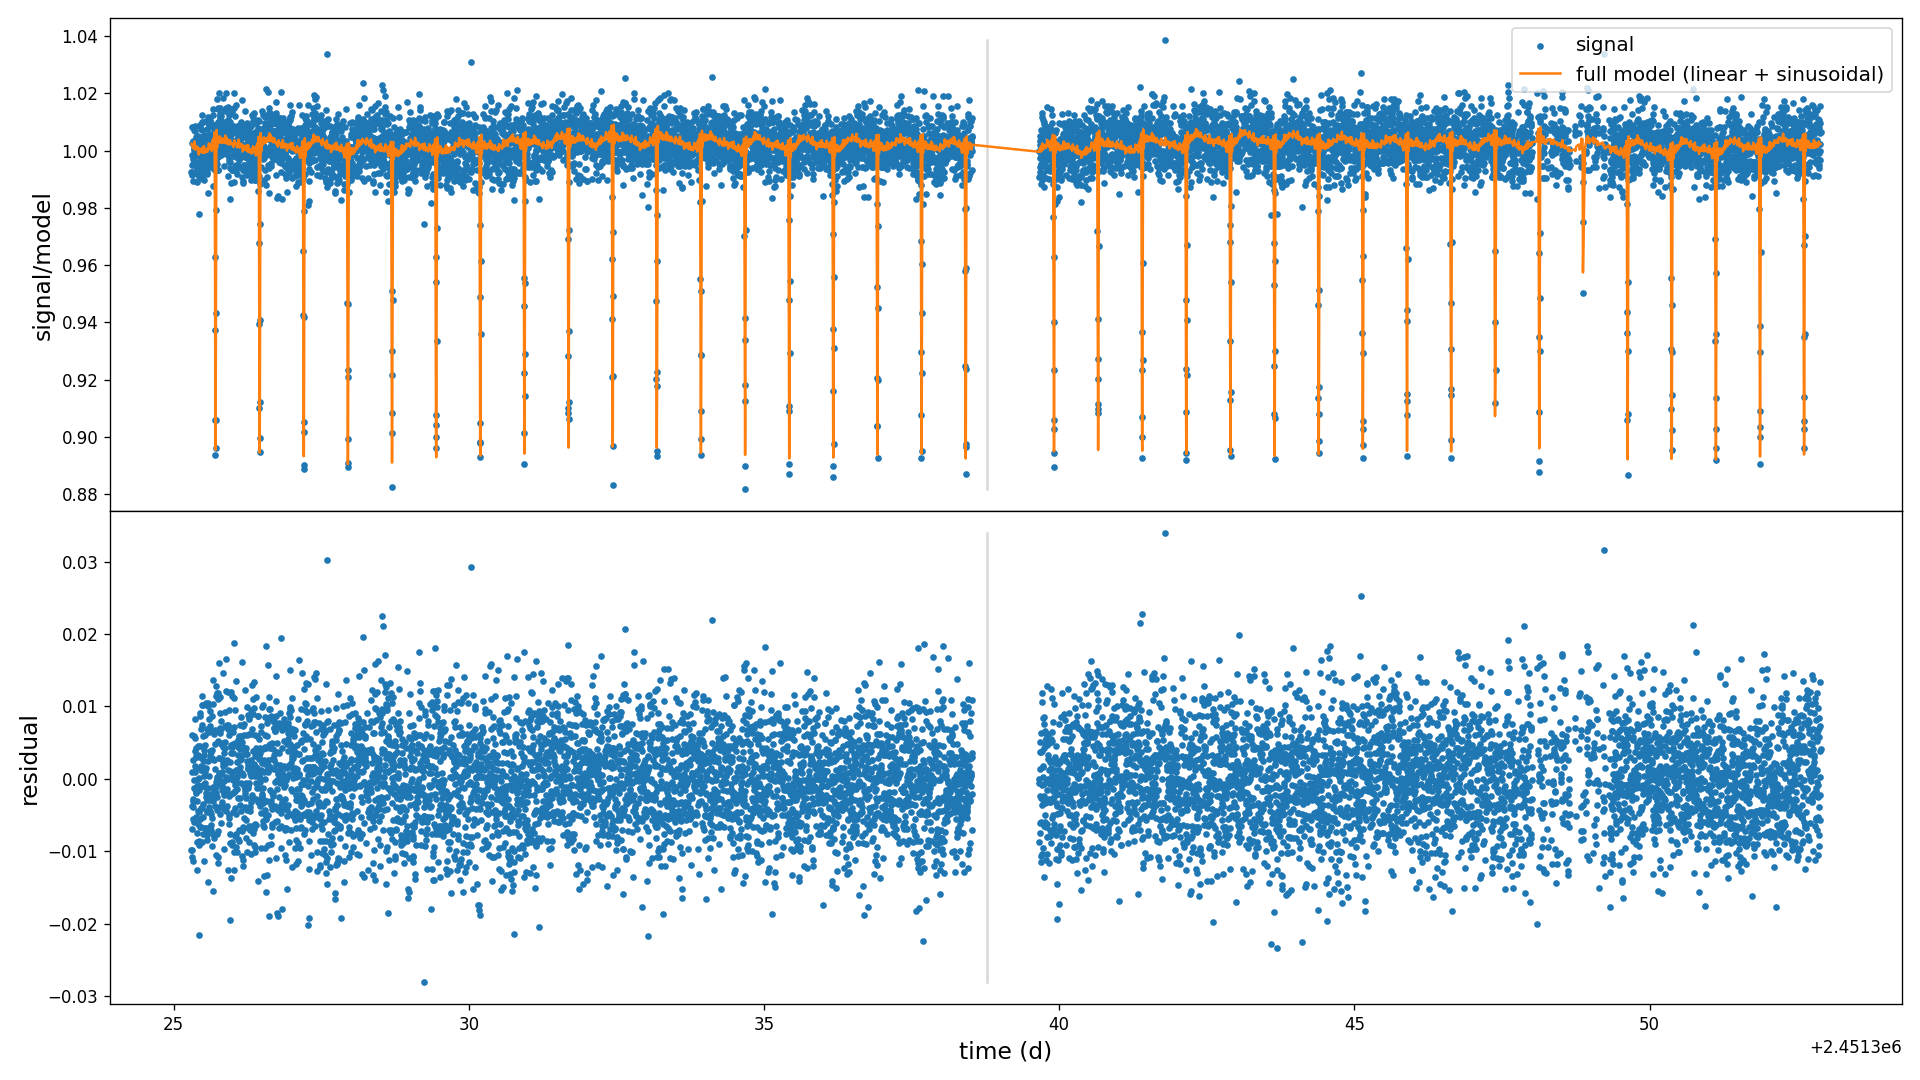 signal
full model (linear + sinusoidal)
signal/model
1.04
1.02
1.00
0.98
0.96
0.94
0.92
0.90
0.88
residual
0.03
0.02
0.01
0.00
−0.01
−0.02
−0.03
25 30 35 40 45 50
time (d)
+2.4513e6